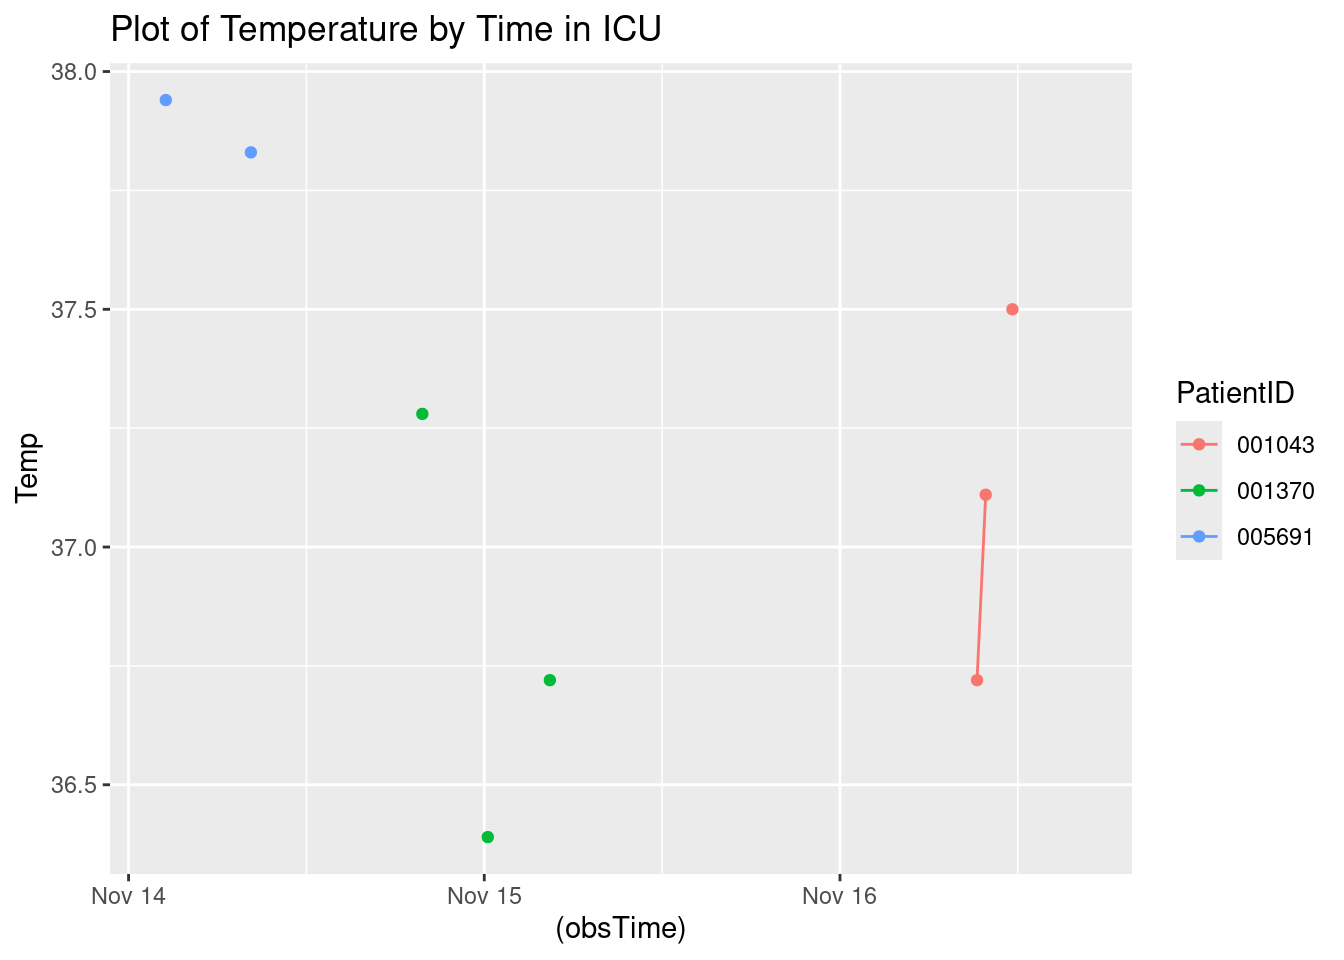 Plot of Temperature by Time in ICU
38.0
37.5
37.0
36.5
Temp
Nov 14
Nov 15
Nov 16
(obsTime)
PatientID
001043
001370
005691